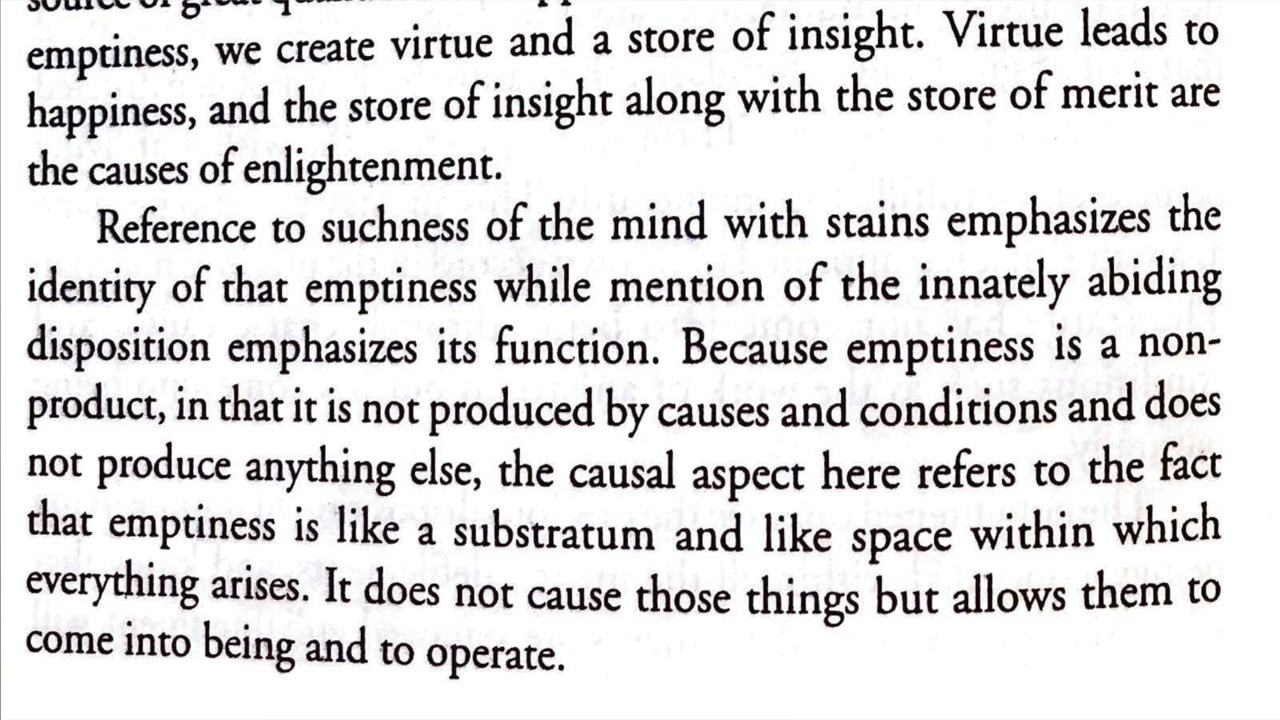 emptiness, we create virtue and a store of insight. Virtue leads to
happiness, and the store of insight along with the store of merit are
the causes of enlightenment.
Reference to suchness of the mind with stains emphasizes the
identity of that emptiness while mention of the innately abiding
disposition emphasizes its function. Because emptiness is a non-
product, in that it is not produced by causes and conditions and does
not produce anything else, the causal aspect here refers to the fact
that emptiness is like a substratum and like space within which
everything arises. It does not cause those things but allows them to
come into being and to operate.